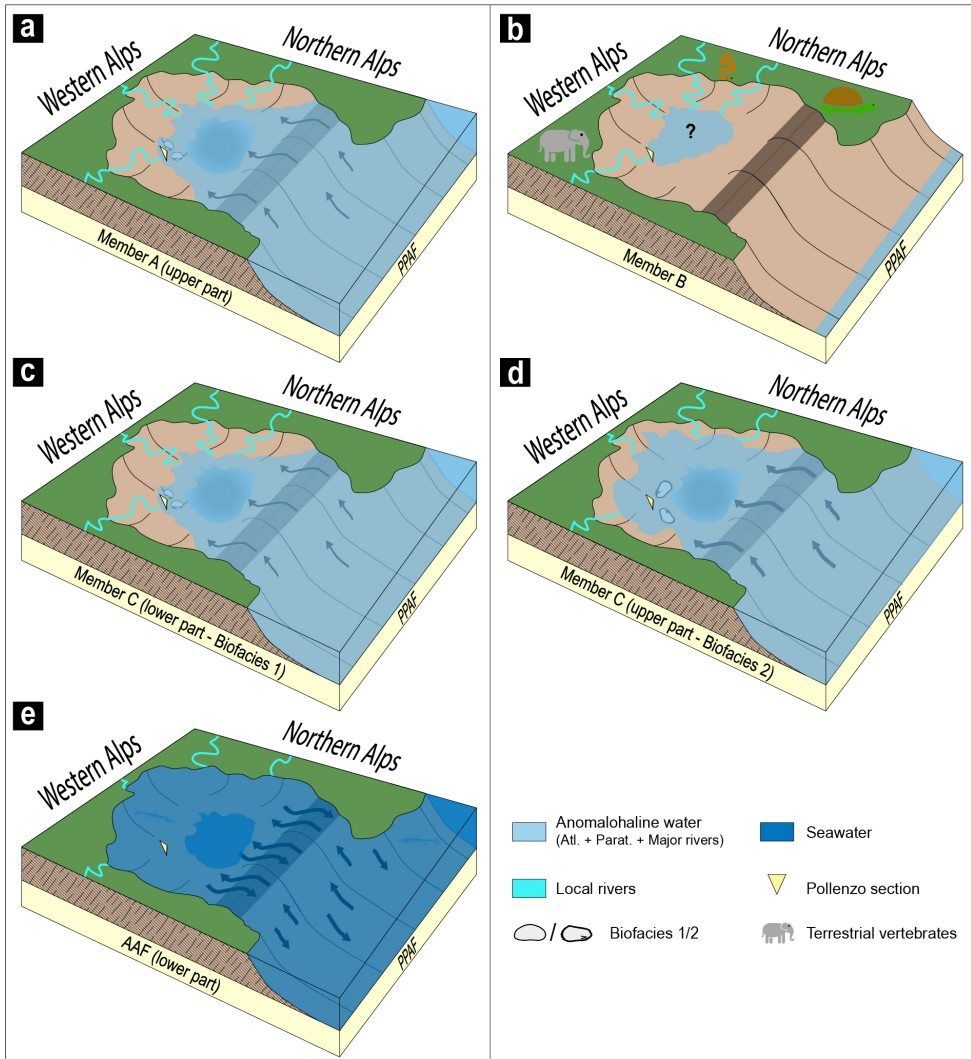 a
Western Alps
Northern Alps
Member A (upper part)
PPAF
b
Western Alps
Northern Alps
?
Member B
PPAF
c
Western Alps
Northern Alps
Member C (lower part - Biofacies 1)
PPAF
d
Western Alps
Northern Alps
Member C (upper part - Biofacies 2)
PPAF
e
Western Alps
Northern Alps
AAF (lower part)
PPAF
Anomalohaline water
(Atl. + Parat. + Major rivers)
Seawater
Local rivers
Pollenzo section
/ Biofacies 1/2
Terrestrial vertebrates